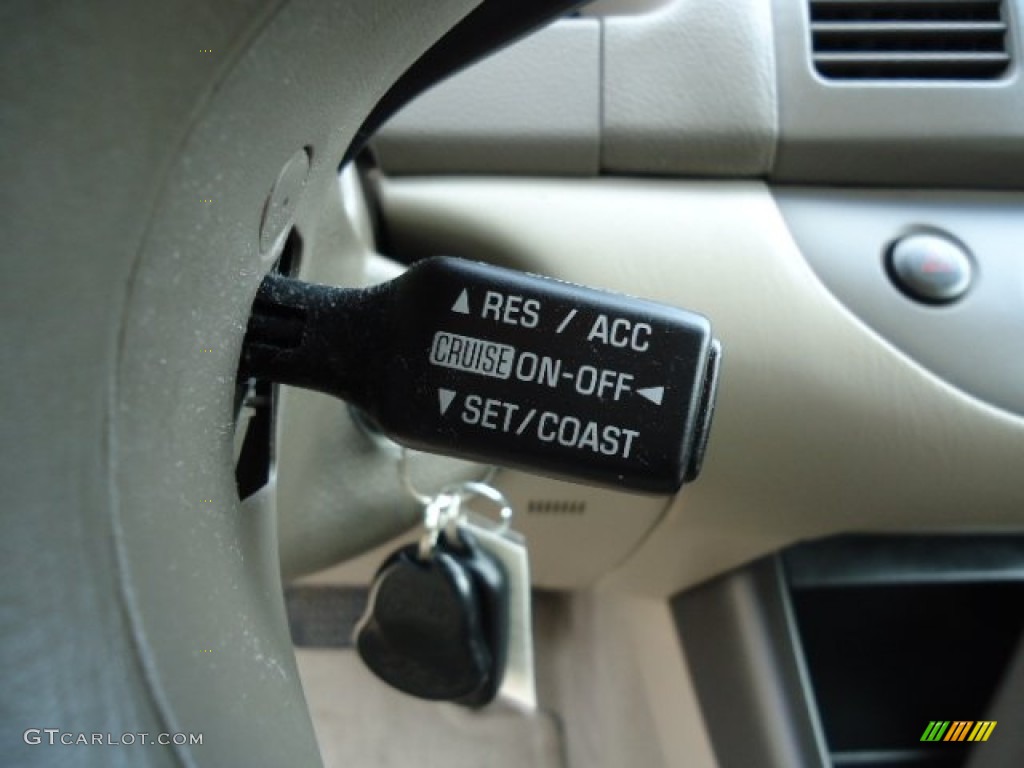 ▲ RES / ACC
CRUISE ON-OFF ◄
▼ SET/COAST
GTCARLOT.COM